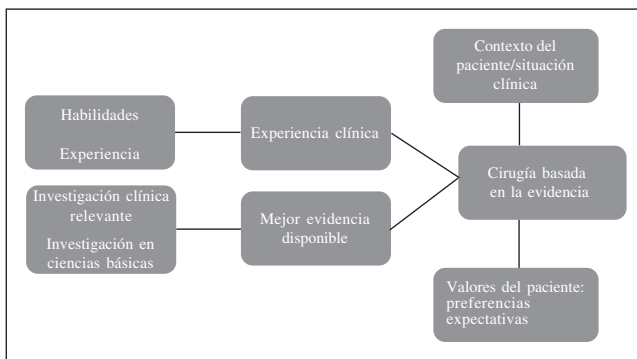 Contexto del
paciente/situación
clínica
Habilidades
Experiencia
Experiencia clínica
Cirugía basada
en la evidencia
Investigación clínica
relevante
Investigación en
ciencias básicas
Mejor evidencia
disponible
Valores del paciente:
preferencias
expectativas